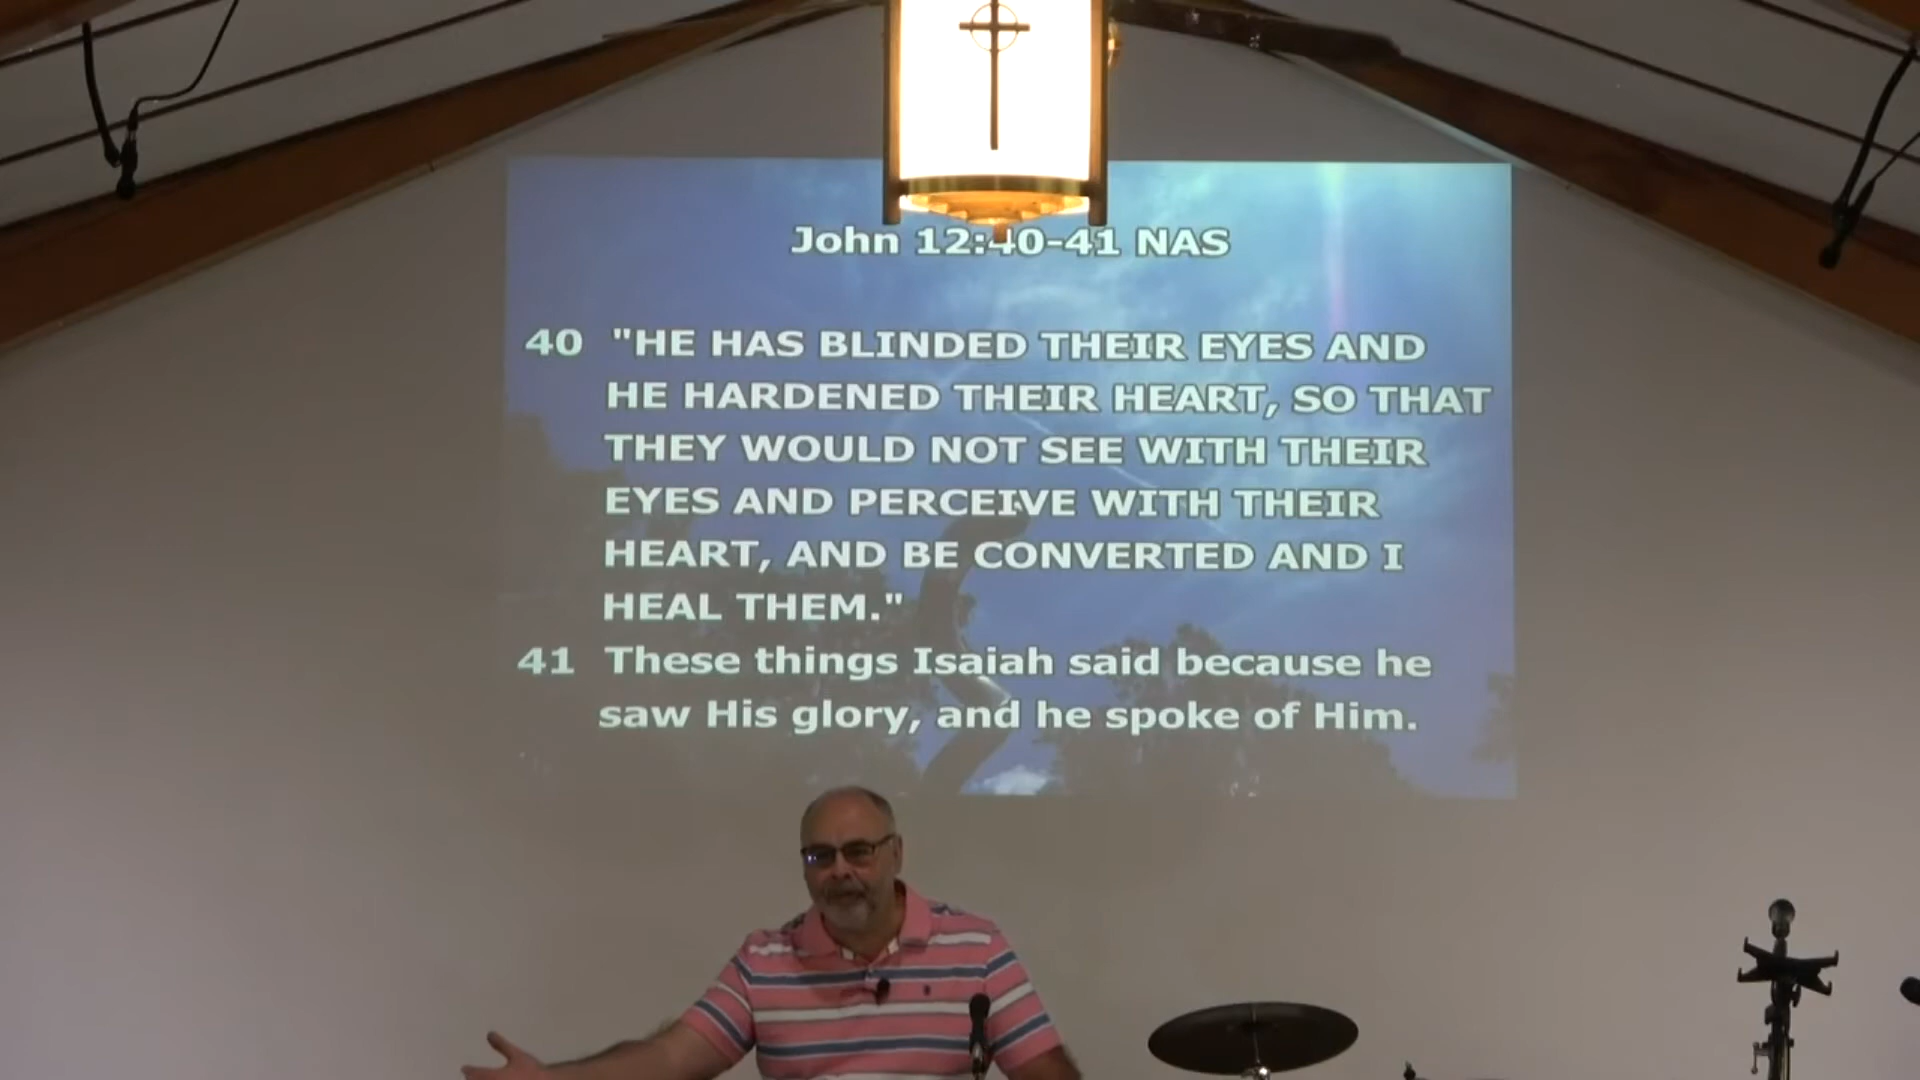 John 12:40-41 NAS
40 "HE HAS BLINDED THEIR EYES AND
HE HARDENED THEIR HEART, SO THAT
THEY WOULD NOT SEE WITH THEIR
EYES AND PERCEIVE WITH THEIR
HEART, AND BE CONVERTED AND I
HEAL THEM."
41 These things Isaiah said because he
saw His glory, and he spoke of Him.